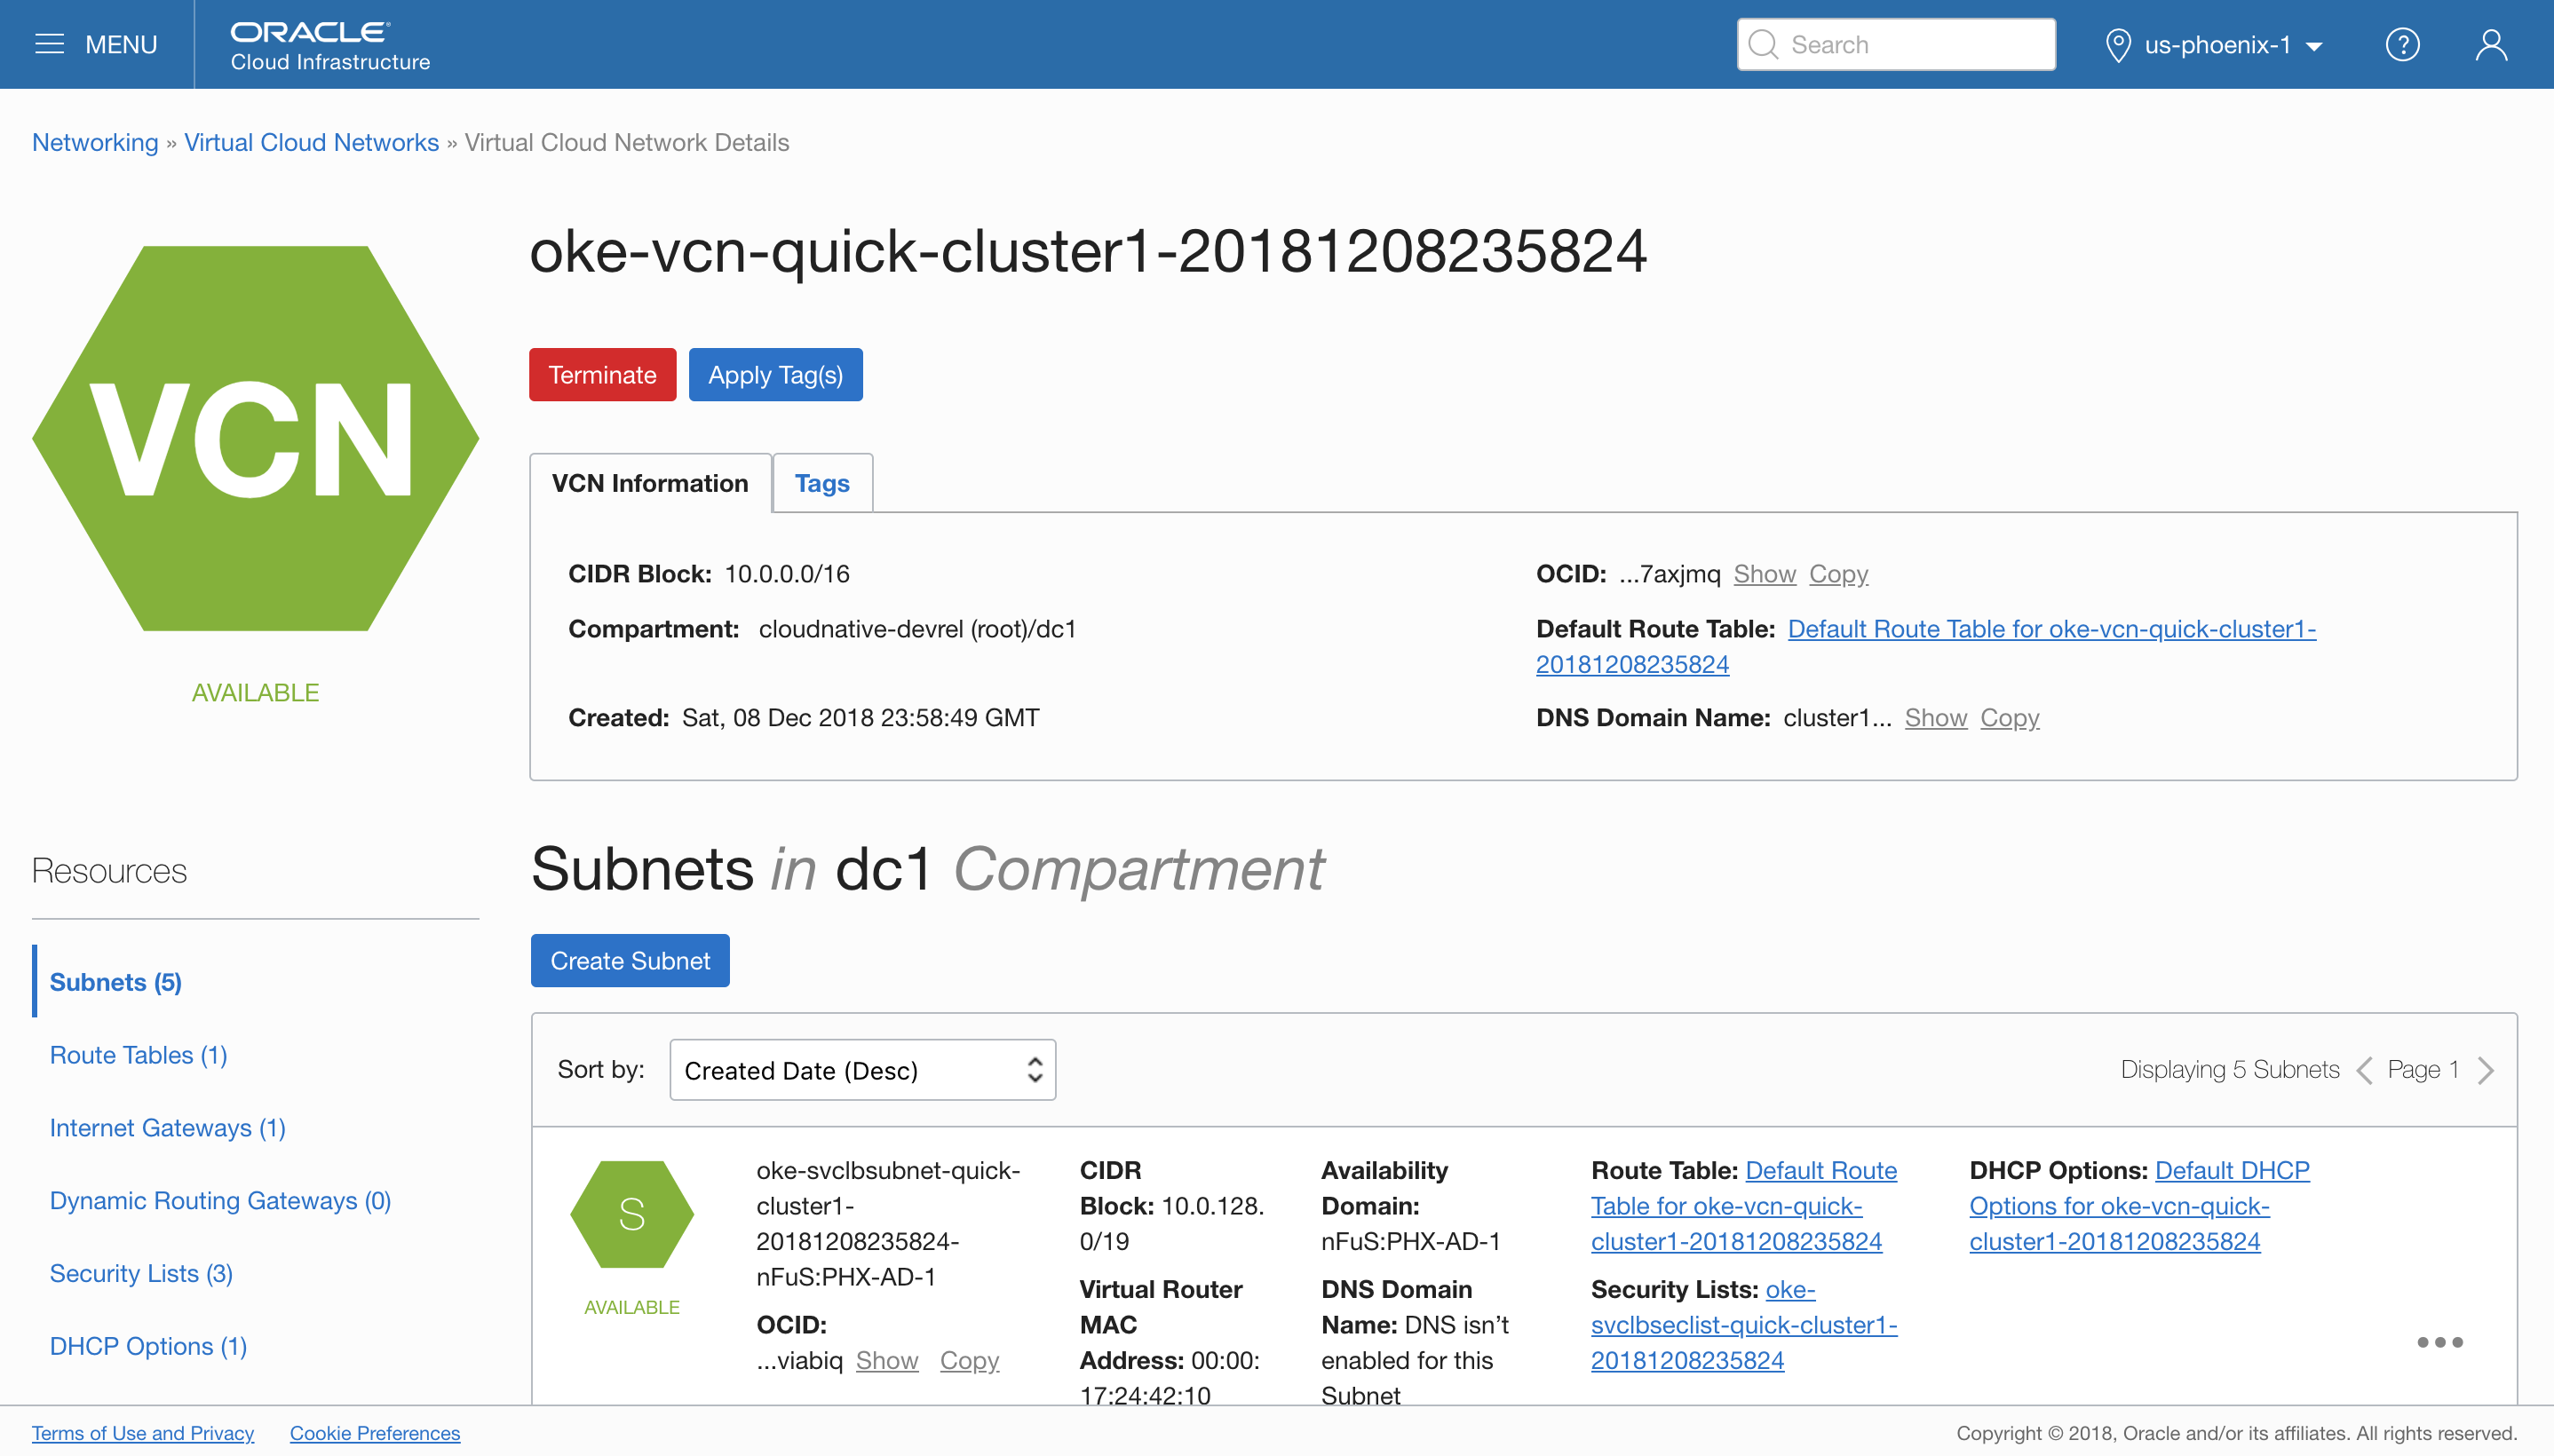 MENU
ORACLE
Cloud Infrastructure
Search
us-phoenix-1
?
Networking » Virtual Cloud Networks » Virtual Cloud Network Details
oke-vcn-quick-cluster1-20181208235824
VCN
AVAILABLE
Terminate
Apply Tag(s)
VCN Information
Tags
CIDR Block: 10.0.0.0/16
Compartment: cloudnative-devrel (root)/dc1
Created: Sat, 08 Dec 2018 23:58:49 GMT
OCID: ...7axjmq Show Copy
Default Route Table: Default Route Table for oke-vcn-quick-cluster1-
20181208235824
DNS Domain Name: cluster1... Show Copy
Resources
Subnets (5)
Route Tables (1)
Internet Gateways (1)
Dynamic Routing Gateways (0)
Security Lists (3)
DHCP Options (1)
Subnets in dc1 Compartment
Create Subnet
Sort by: Created Date (Desc)
Displaying 5 Subnets
Page 1
S
AVAILABLE
oke-svclbsubnet-quick-
cluster1-
20181208235824-
nFuS:PHX-AD-1
OCID:
...viabiq Show Copy
CIDR
Block: 10.0.128.
0/19
Virtual Router
MAC
Address: 00:00:
17:24:42:10
Availability
Domain:
nFuS:PHX-AD-1
DNS Domain
Name: DNS isn’t
enabled for this
Subnet
Route Table: Default Route
Table for oke-vcn-quick-
cluster1-20181208235824
Security Lists: oke-
svclbseclist-quick-cluster1-
20181208235824
DHCP Options: Default DHCP
Options for oke-vcn-quick-
cluster1-20181208235824
Terms of Use and Privacy
Cookie Preferences
Copyright © 2018, Oracle and/or its affiliates. All rights reserved.